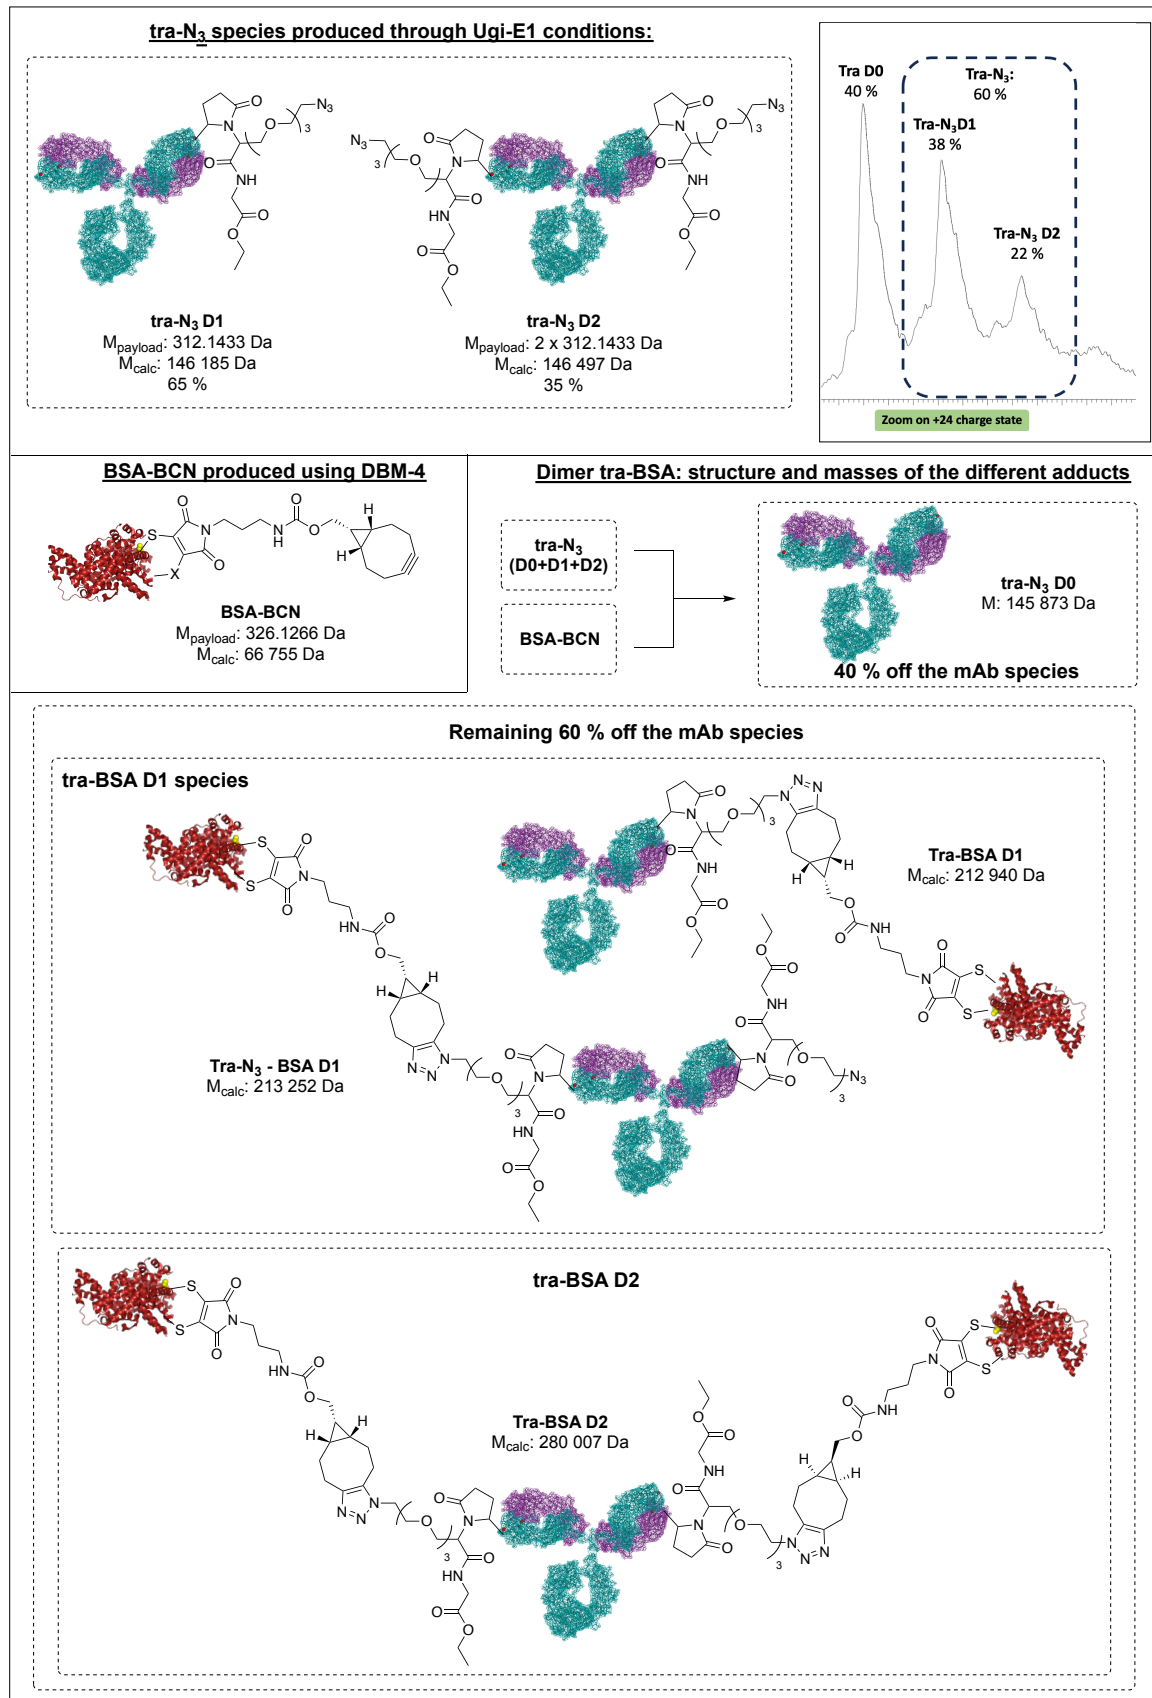 tra-N3 species produced through Ugi-E1 conditions:
tra-N3 D1
Mpayload: 312.1433 Da
Mcalc: 146 185 Da
65 %
tra-N3 D2
Mpayload: 2 x 312.1433 Da
Mcalc: 146 497 Da
35 %
Tra D0
40 %
Tra-N3:
60 %
Tra-N3D1
38 %
Tra-N3 D2
22 %
Zoom on +24 charge state
BSA-BCN produced using DBM-4
BSA-BCN
Mpayload: 326.1266 Da
Mcalc: 66 755 Da
Dimer tra-BSA: structure and masses of the different adducts
tra-N3
(D0+D1+D2)
BSA-BCN
tra-N3 D0
M: 145 873 Da
40 % off the mAb species
Remaining 60 % off the mAb species
tra-BSA D1 species
Tra-BSA D1
Mcalc: 212 940 Da
Tra-N3 - BSA D1
Mcalc: 213 252 Da
tra-BSA D2
Tra-BSA D2
Mcalc: 280 007 Da